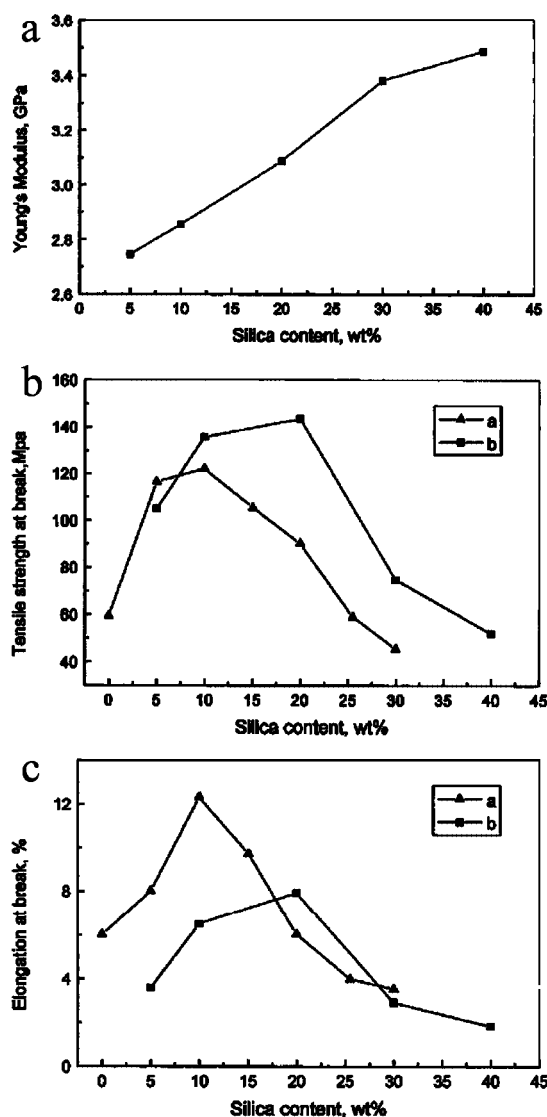 a
3.6
3.4
3.2
3.0
2.8
2.6
Young's Modulus, GPa
0 5 10 15 20 25 30 35 40 45
Silica content, wt%
b
160
140
120
100
80
60
40
Tensile strength at break,Mpa
a
b
0 5 10 15 20 25 30 35 40 45
Silica content, wt%
c
12
8
4
0
Elongation at break, %
a
b
0 5 10 15 20 25 30 35 40 45
Silica content, wt%